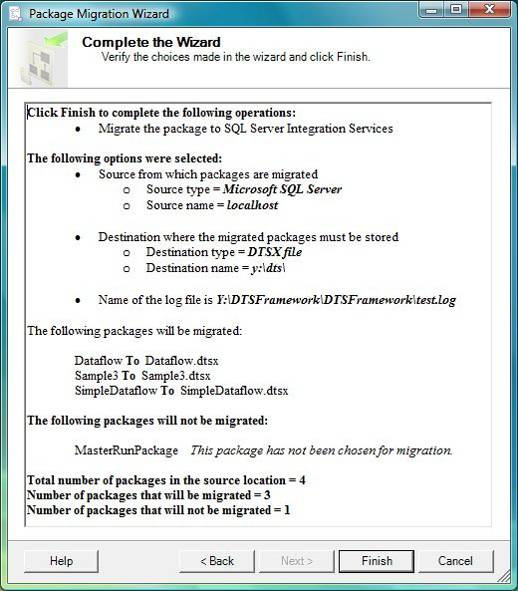 Package Migration Wizard
Complete the Wizard
Verify the choices made in the wizard and click Finish.
Click Finish to complete the following operations:
• Migrate the package to SQL Server Integration Services
The following options were selected:
• Source from which packages are migrated
o Source type = Microsoft SQL Server
o Source name = localhost
• Destination where the migrated packages must be stored
o Destination type = DTSX file
o Destination name = y:\dts\
• Name of the log file is Y:\DTSFramework\DTSFramework\test.log
The following packages will be migrated:
Dataflow To Dataflow.dtsx
Sample3 To Sample3.dtsx
SimpleDataflow To SimpleDataflow.dtsx
The following packages will not be migrated:
MasterRunPackage This package has not been chosen for migration.
Total number of packages in the source location = 4
Number of packages that will be migrated = 3
Number of packages that will not be migrated = 1
Help < Back Next > Finish Cancel